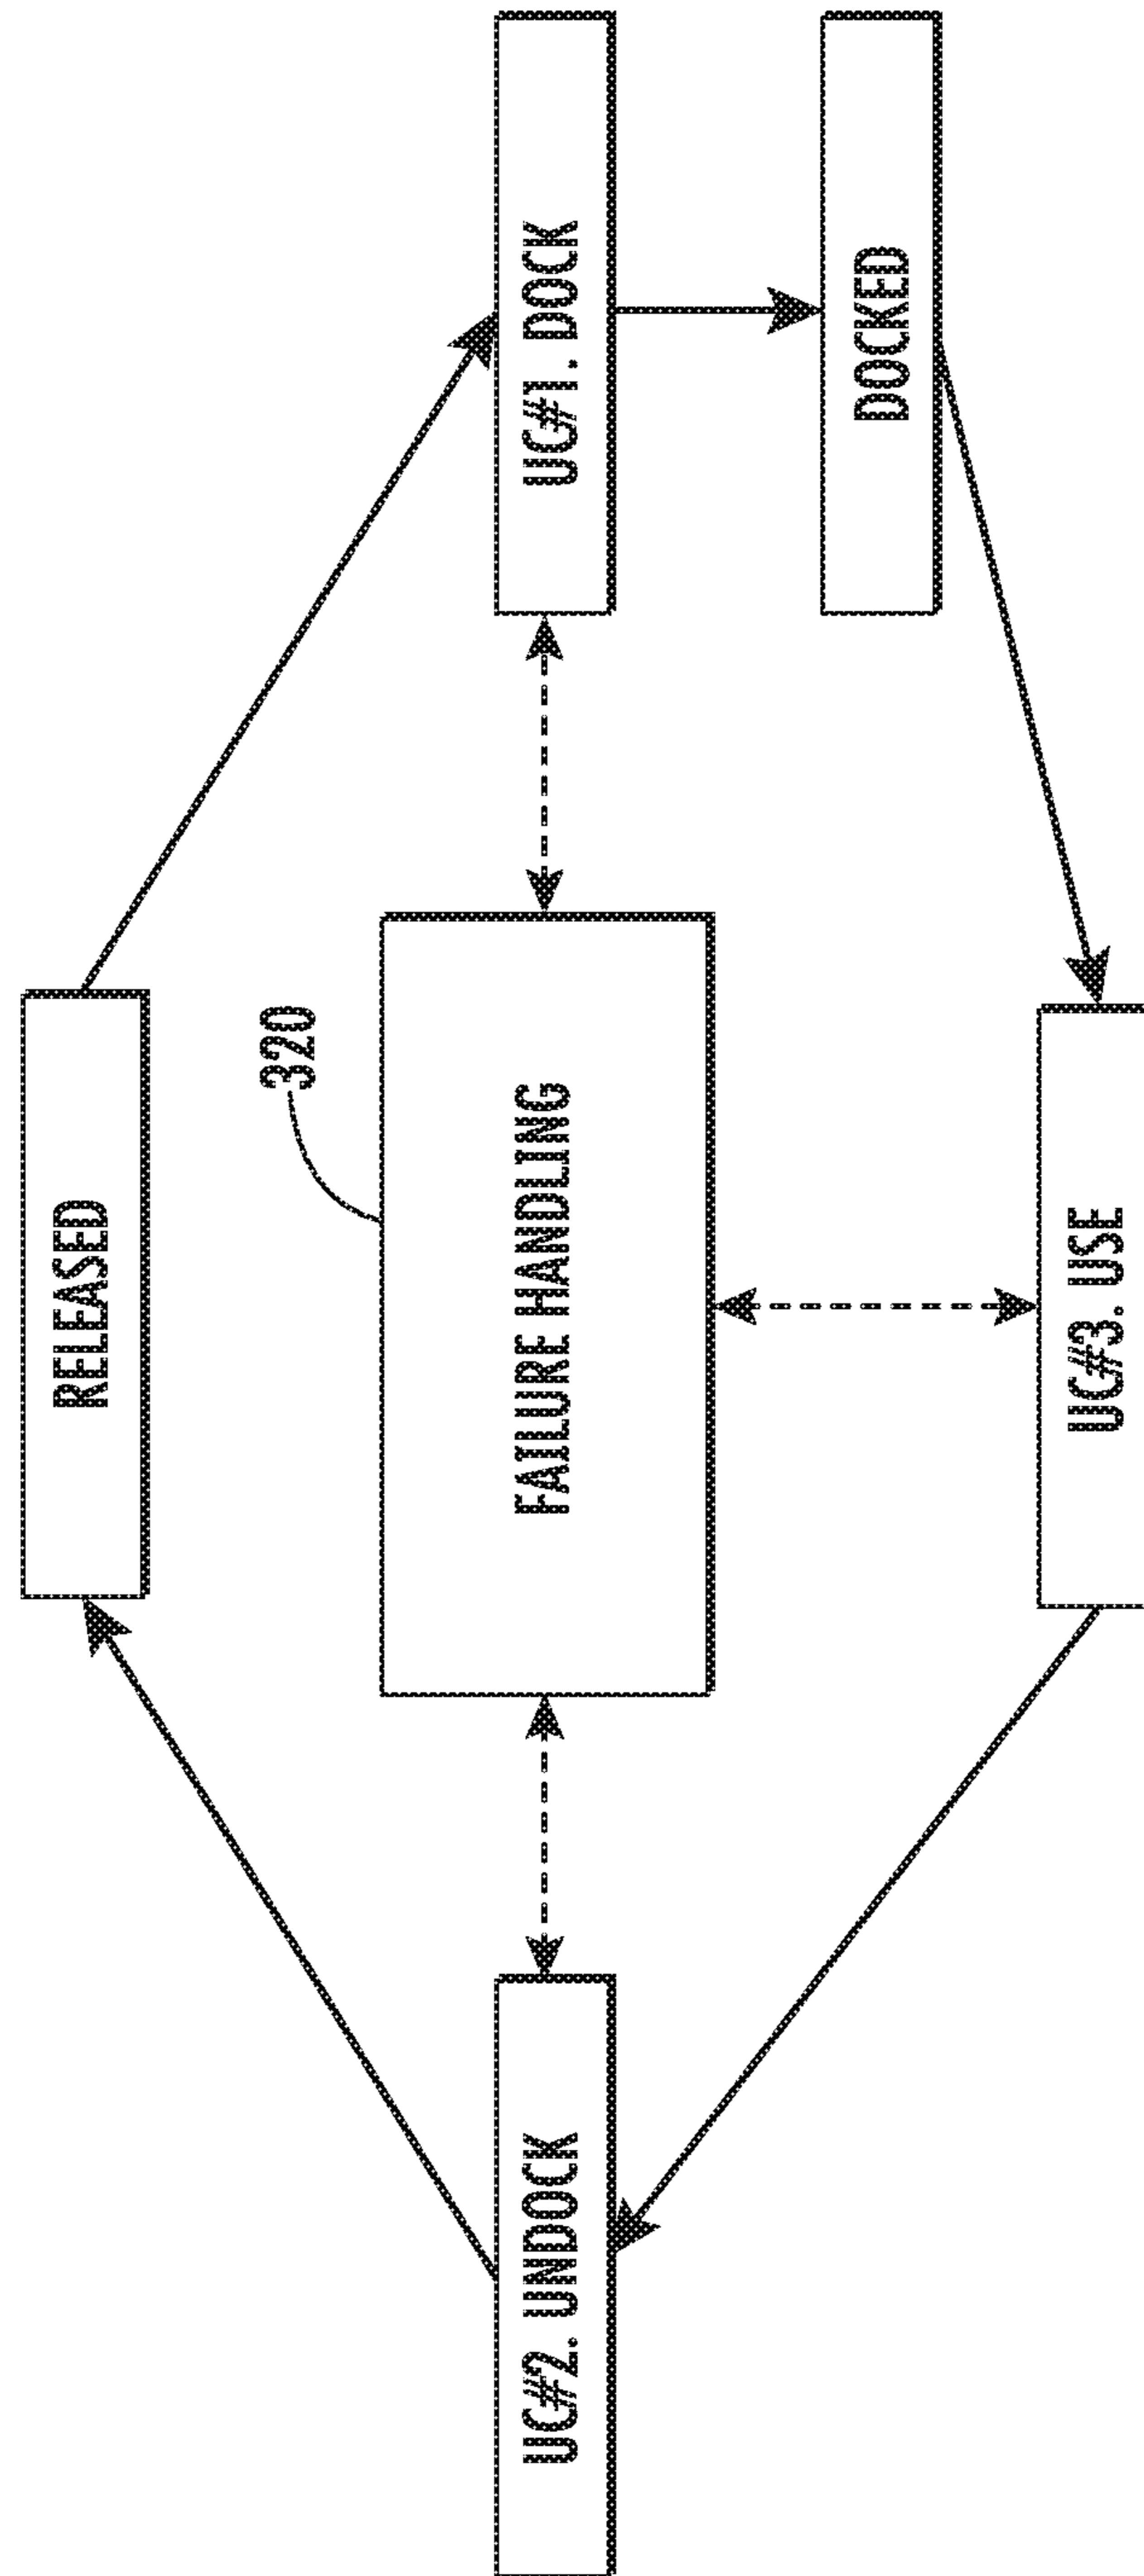 RELEASED
320
UC#2. UNDOCK
FAILURE HANDLING
UC#1. DOCK
DOCKED
UC#3. USE